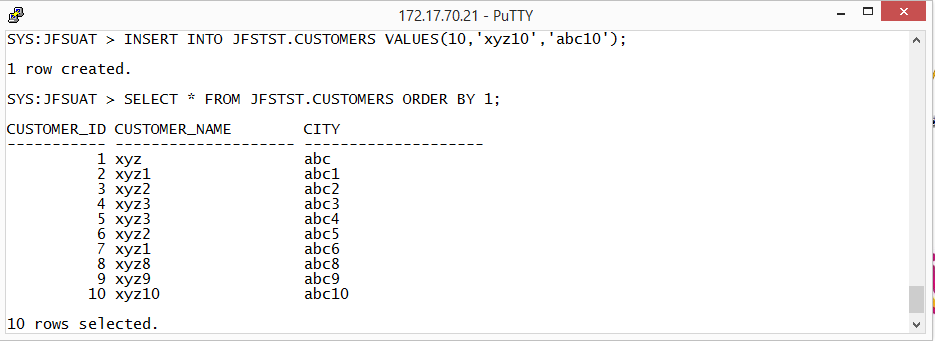 172.17.70.21 - PuTTY
SYS:JFSUAT > INSERT INTO JFSTST.CUSTOMERS VALUES(10,'xyz10','abc10');
1 row created.
SYS:JFSUAT > SELECT * FROM JFSTST.CUSTOMERS ORDER BY 1;
CUSTOMER_ID CUSTOMER_NAME        CITY
----------- -------------------- --------------------
          1 xyz                  abc
          2 xyz1                 abc1
          3 xyz2                 abc2
          4 xyz3                 abc3
          5 xyz3                 abc4
          6 xyz2                 abc5
          7 xyz1                 abc6
          8 xyz8                 abc8
          9 xyz9                 abc9
         10 xyz10                abc10
10 rows selected.